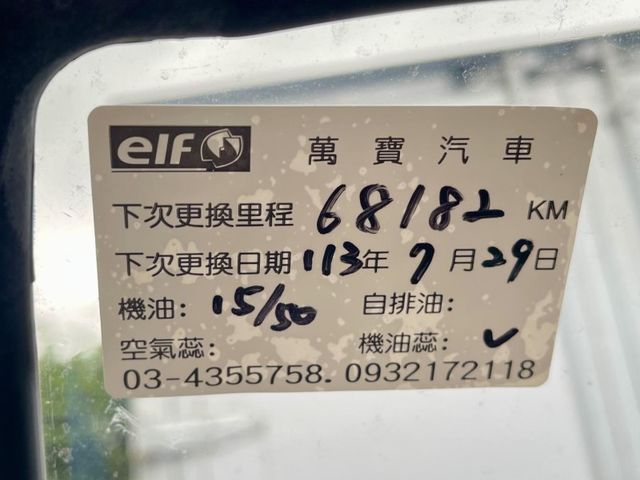 elf 萬寶汽車
下次更換里程 68182 KM
下次更換日期 113年 7月 29日
機油: 15/50 自排油:
空氣蕊: 機油蕊: ✓
03-4355758. 0932172118